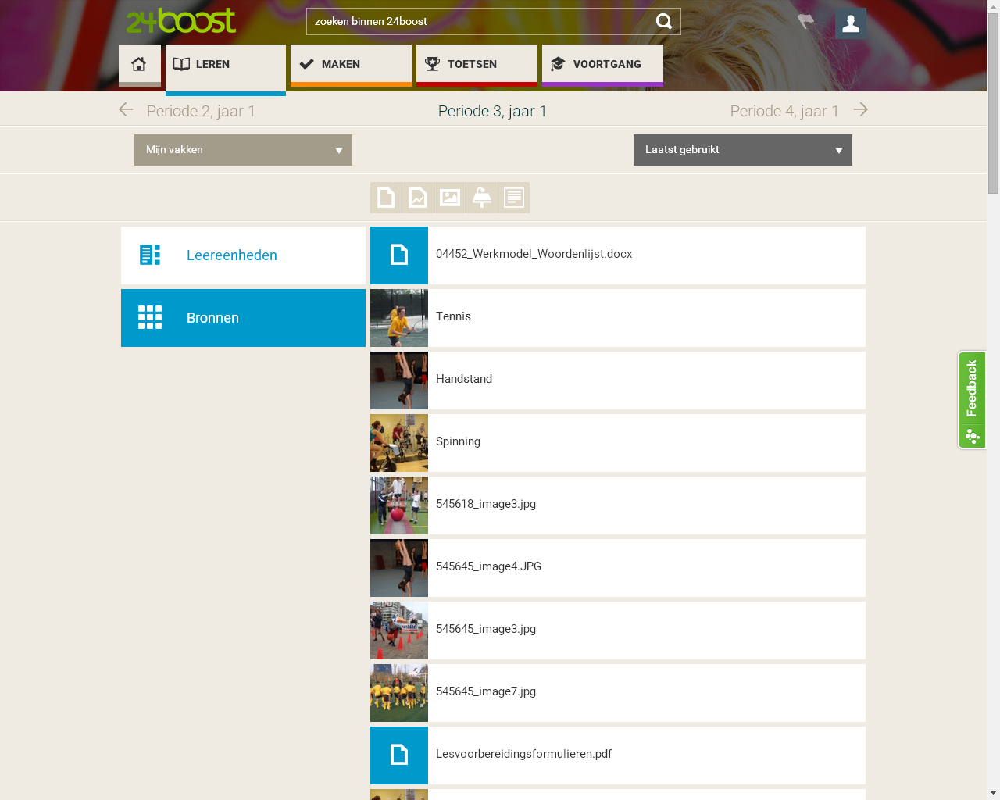 24boost
zoeken binnen 24boost
LEREN
MAKEN
TOETSEN
VOORTGANG
Periode 2, jaar 1
Periode 3, jaar 1
Periode 4, jaar 1
Mijn vakken
Laatst gebruikt
Leereenheden
Bronnen
04452_Werkmodel_Woordenlijst.docx
Tennis
Handstand
Spinning
545618_image3.jpg
545645_image4.JPG
545645_image3.jpg
545645_image7.jpg
Lesvoorbereidingsformulieren.pdf
Feedback